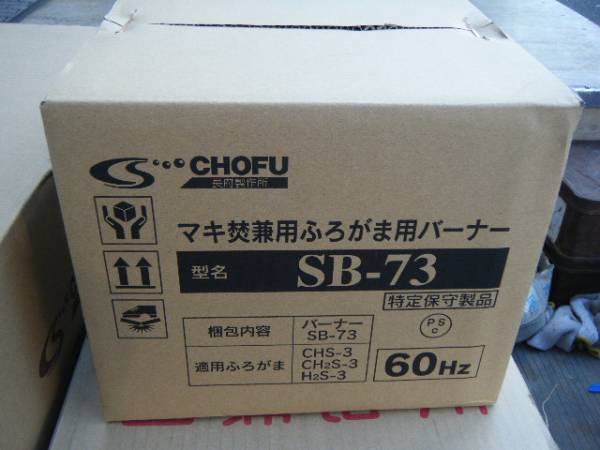 CHOFU
長府製作所
マキ焚兼用ふろがま用バーナー
型名 SB-73
特定保守製品
梱包内容 バーナー SB-73
PS
C
適用ふろがま CHS-3
CH2S-3
H2S-3
60Hz